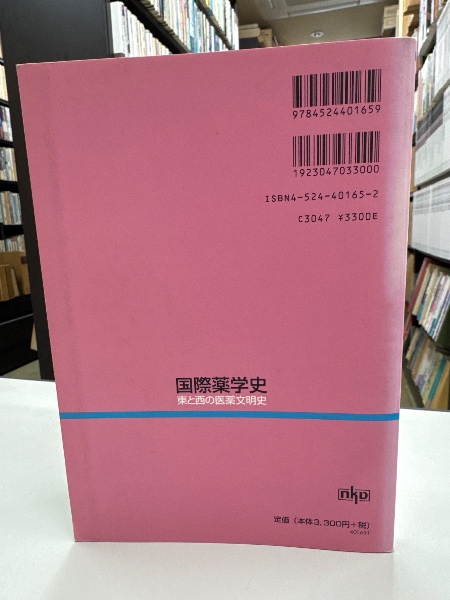 9784524401659
1923047033000
ISBN4-524-40165-2
C3047 ¥3300E
国際薬学史
東と西の医薬文明史
nkD
定価（本体3,300円+税）
401651